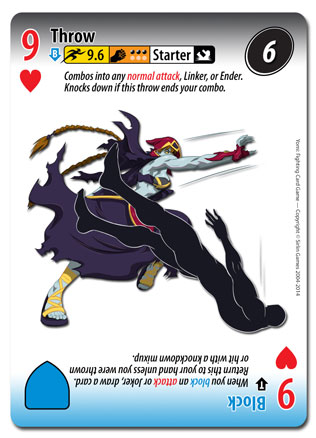 9
Throw
B
9.6
Starter
6
Combos into any normal attack, Linker, or Ender.
Knocks down if this throw ends your combo.
Yomi: Fighting Card Game — Copyright © Sirlin Games 2004-2014
9
Block
When you block an attack or Joker, draw a card.
Return this to your hand unless you were thrown
or hit with a knockdown mixup.